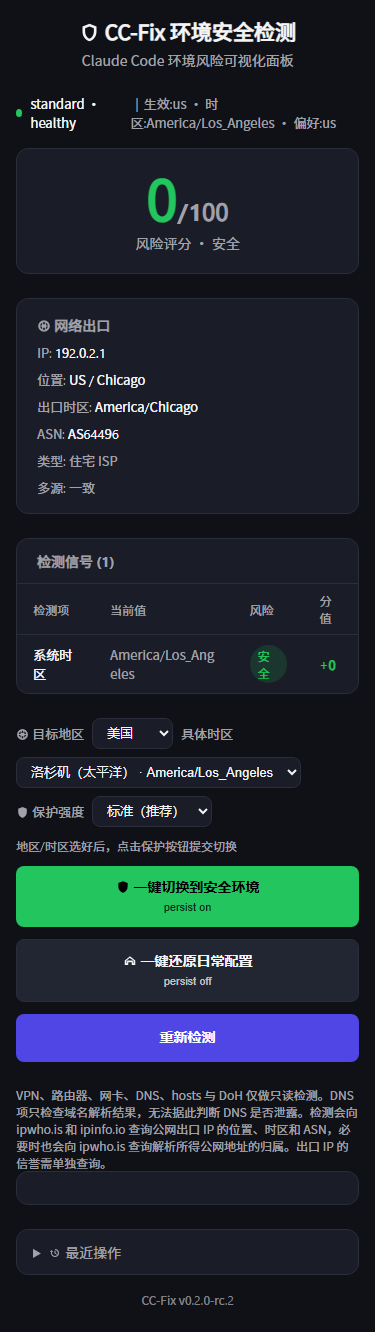 CC-Fix 环境安全检测
Claude Code 环境风险可视化面板
standard · healthy
| 生效:us · 时区:America/Los_Angeles · 偏好:us
0/100
风险评分 · 安全
网络出口
IP: 192.0.2.1
位置: US / Chicago
出口时区: America/Chicago
ASN: AS64496
类型: 住宅 ISP
多源: 一致
检测信号 (1)
检测项 当前值 风险 分值
系统时区 America/Los_Angeles 安全 +0
目标地区 美国 具体时区
洛杉矶（太平洋） · America/Los_Angeles
保护强度 标准（推荐）
地区/时区选好后，点击保护按钮提交切换
一键切换到安全环境
persist on
一键还原日常配置
persist off
重新检测
VPN、路由器、网卡、DNS、hosts 与 DoH 仅做只读检测。DNS
项只检查域名解析结果，无法据此判断 DNS 是否泄露。检测会向
ipwho.is 和 ipinfo.io 查询公网出口 IP 的位置、时区和 ASN，必
要时也会向 ipwho.is 查询解析所得公网地址的归属。出口 IP 的
信誉需单独查询。
最近操作
CC-Fix v0.2.0-rc.2